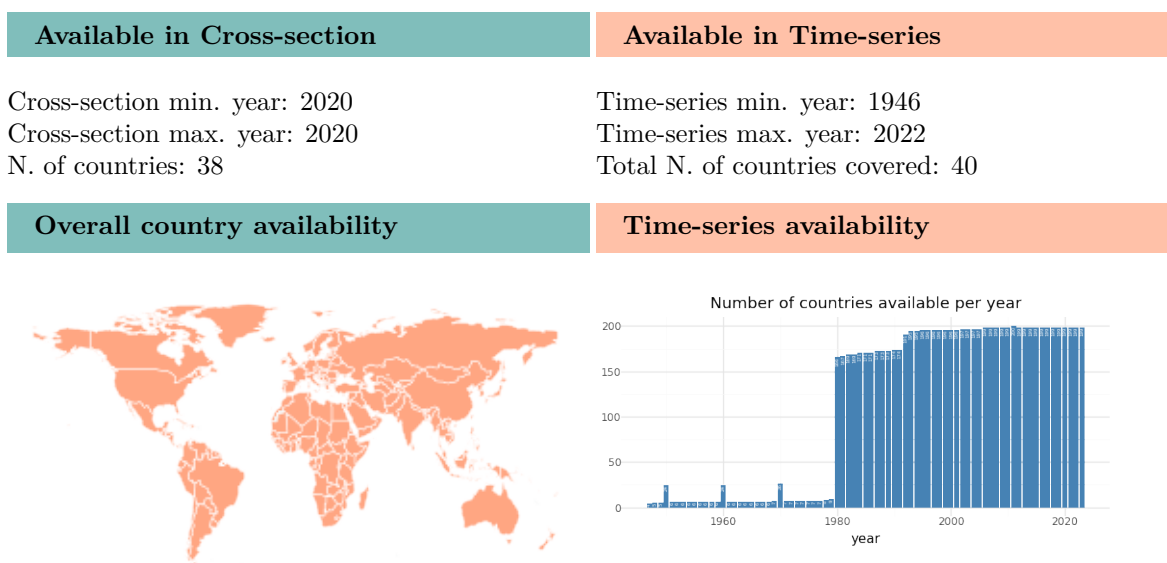 Available in Cross-section
Available in Time-series
Cross-section min. year: 2020
Cross-section max. year: 2020
N. of countries: 38
Time-series min. year: 1946
Time-series max. year: 2022
Total N. of countries covered: 40
Overall country availability
Time-series availability
Number of countries available per year
200
150
100
50
0
1960
1980
2000
2020
year